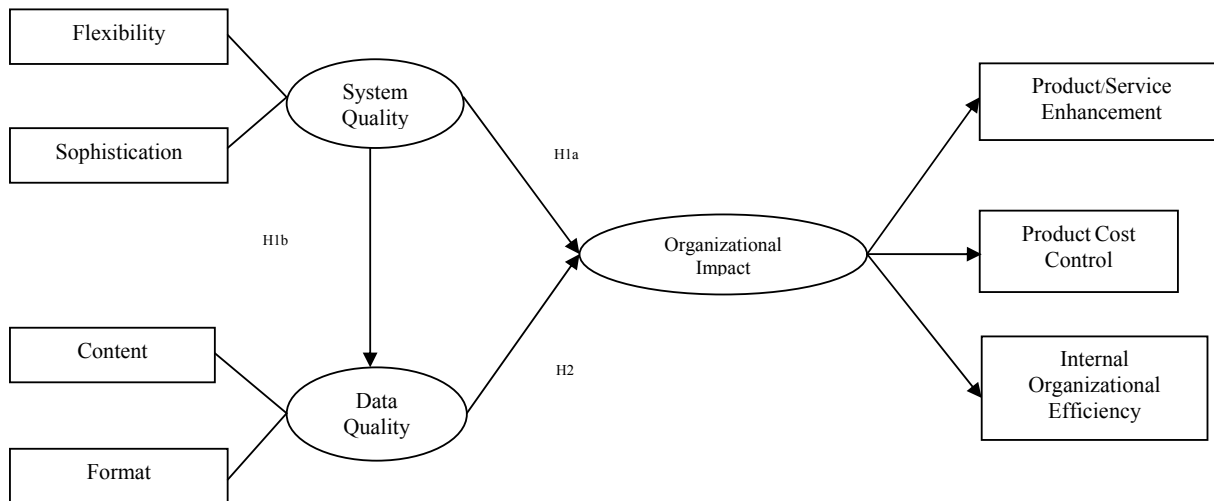 Flexibility
System
Quality
Sophistication
H1a
H1b
Product/Service
Enhancement
Organizational
Impact
Product Cost
Control
Content
Data
Quality
Format
H2
Internal
Organizational
Efficiency